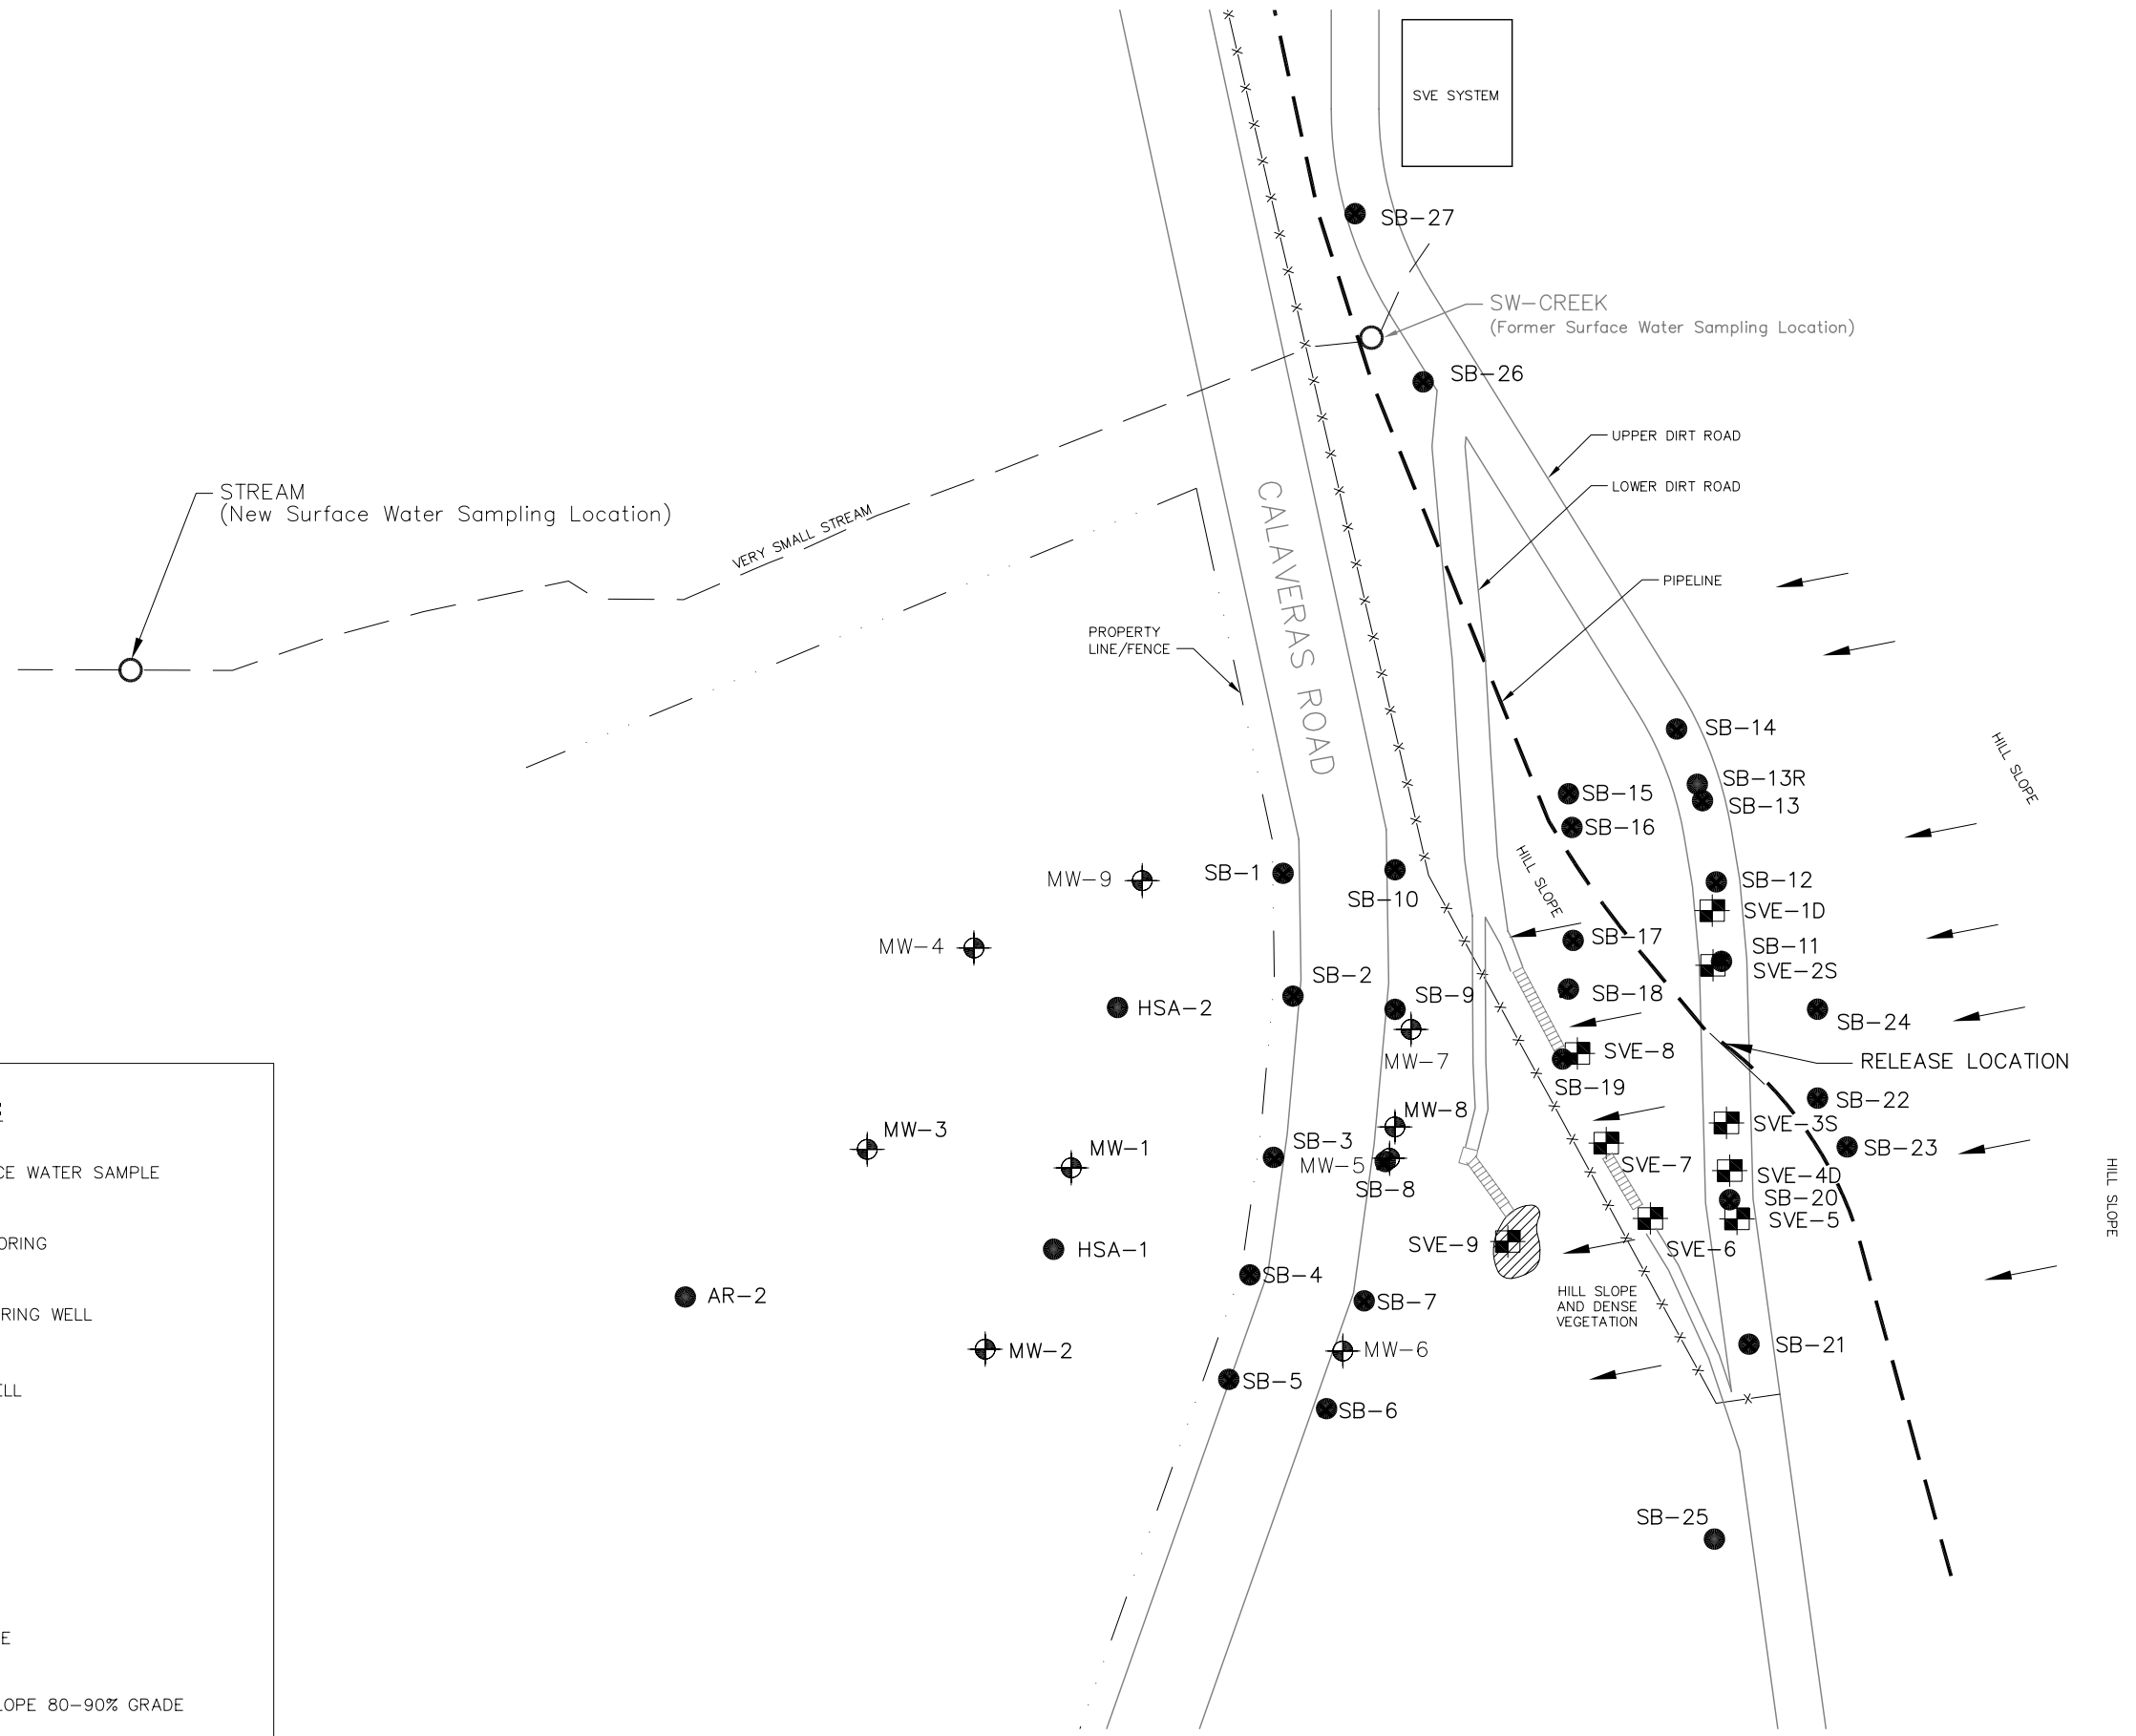 SVE SYSTEM
SB-27
SW-CREEK
(Former Surface Water Sampling Location)
SB-26
UPPER DIRT ROAD
LOWER DIRT ROAD
STREAM
(New Surface Water Sampling Location)
VERY SMALL STREAM
CALAVERAS ROAD
PIPELINE
PROPERTY
LINE/FENCE
SB-14
HILL SLOPE
SB-13R
SB-13
SB-15
SB-16
HILL SLOPE
MW-9
SB-1
SB-10
SB-12
SVE-1D
MW-4
SB-17
SB-11
SVE-2S
HSA-2
SB-2
SB-9
SB-18
SB-24
MW-7
SVE-8
RELEASE LOCATION
SB-19
SB-22
MW-8
SVE-3S
MW-3
MW-1
SB-3
MW-5
SB-8
SVE-7
SB-23
SVE-4D
SB-20
SVE-5
HILL SLOPE
HSA-1
SVE-9
SVE-6
SB-4
AR-2
SB-7
HILL SLOPE
AND DENSE
VEGETATION
MW-2
MW-6
SB-21
SB-5
SB-6
SB-25
WATER SAMPLE
WELL
SLOPE 80-90% GRADE